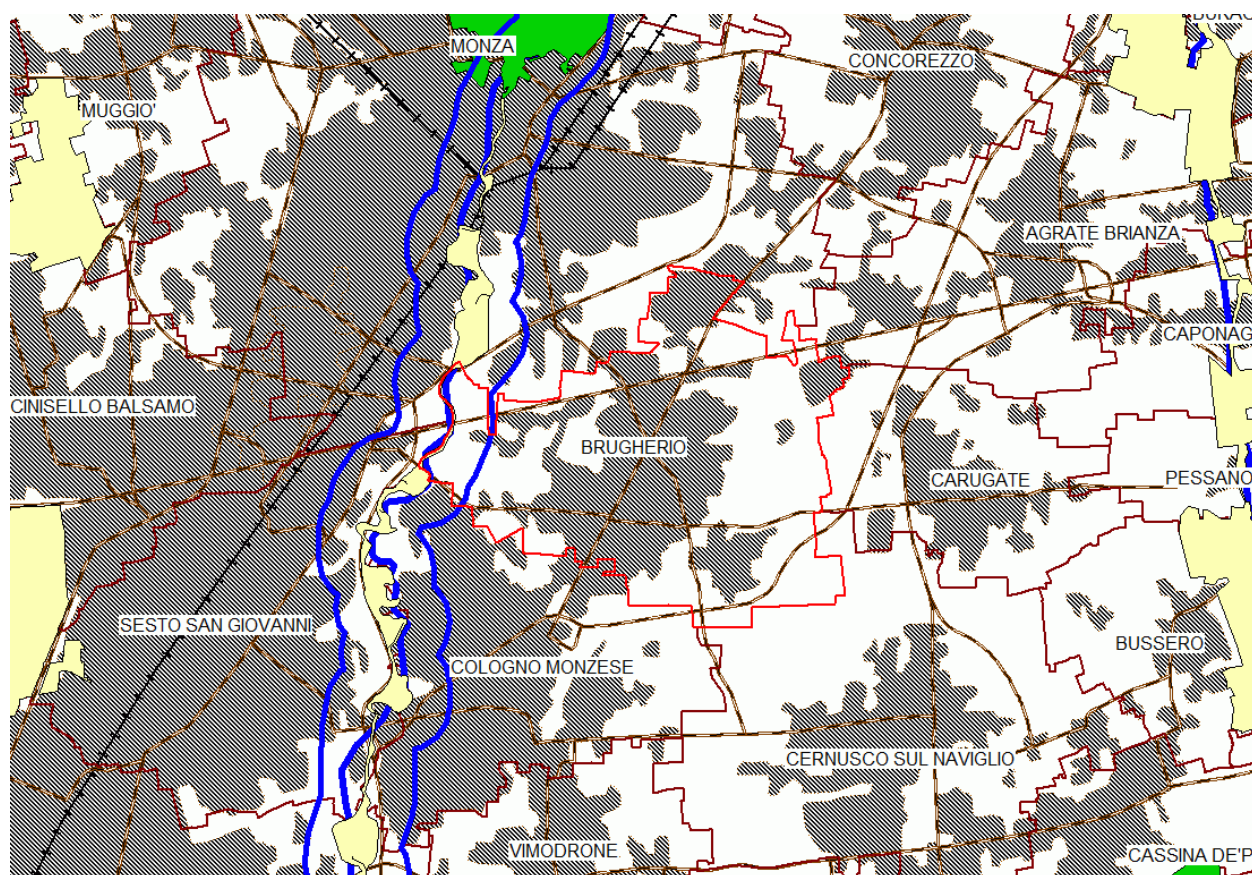 MONZA
CONCOREZZO
MUGGIO'
AGRATE BRIANZA
CAPONAG
CINISELLO BALSAMO
BRUGHERIO
CARUGATE
PESSANO
SESTO SAN GIOVANNI
BUSSERO
COLOGNO MONZESE
CERNUSCO SUL NAVIGLIO
VIMODRONE
CASSINA DE'P